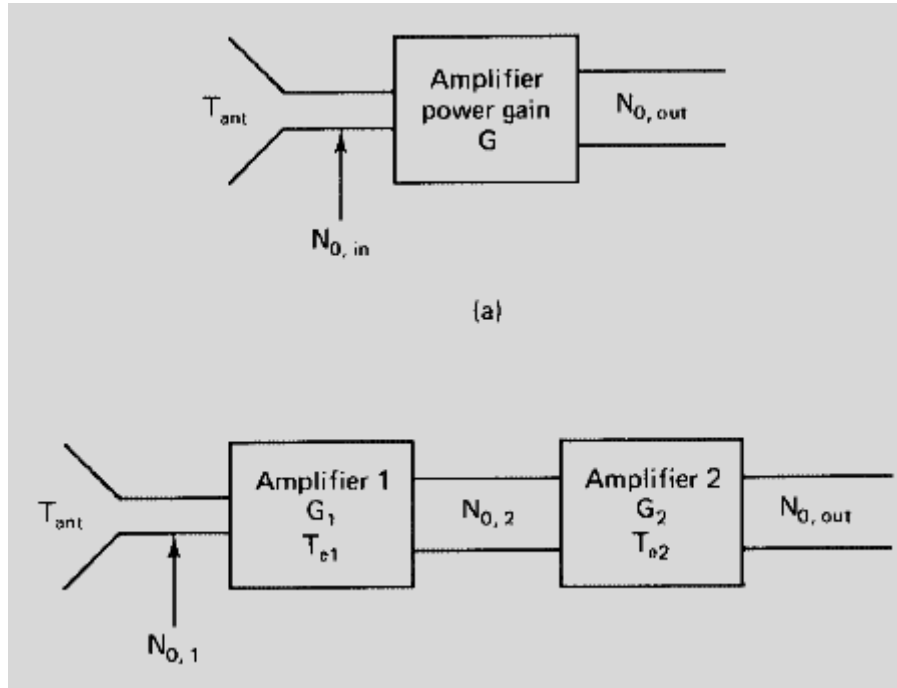 Amplifier
power gain
G
T_ant
N_0, out
N_0, in
(a)
Amplifier 1
G_1
T_e1
Amplifier 2
G_2
T_e2
T_ant
N_0, 2
N_0, out
N_0, 1